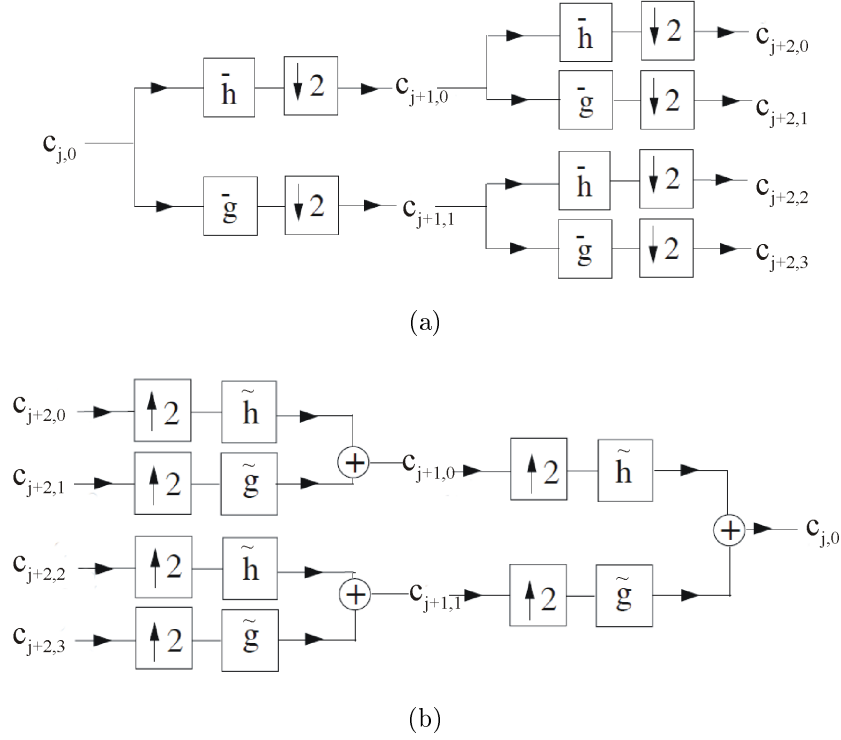 h̄ ↓2 c_{j+2,0}
h̄ ↓2 c_{j+1,0}
ḡ ↓2 c_{j+2,1}
c_{j,0}
h̄ ↓2 c_{j+2,2}
ḡ ↓2 c_{j+1,1}
ḡ ↓2 c_{j+2,3}
(a)
c_{j+2,0} ↑2 h̃
c_{j+2,1} ↑2 g̃ + c_{j+1,0} ↑2 h̃
+ c_{j,0}
c_{j+2,2} ↑2 h̃
+ c_{j+1,1} ↑2 g̃
c_{j+2,3} ↑2 g̃
(b)